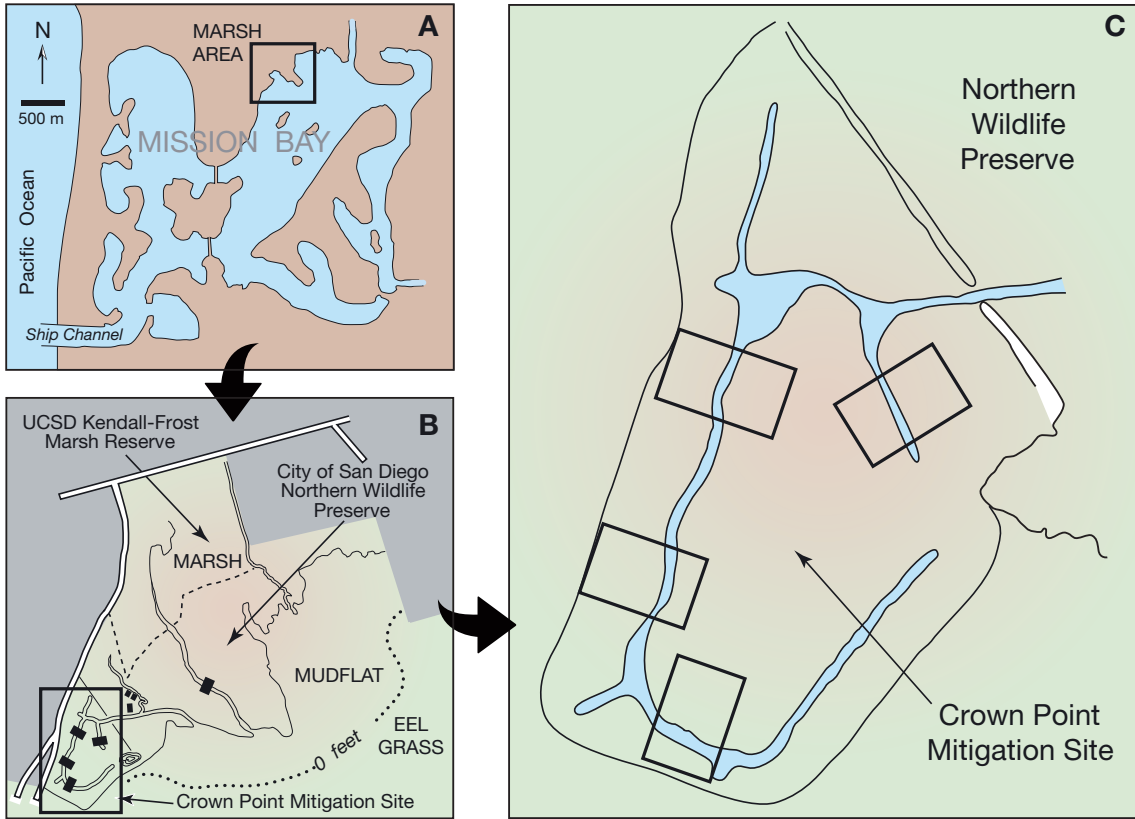 A
N
500 m
MARSH
AREA
MISSION BAY
Pacific Ocean
Ship Channel
B
UCSD Kendall-Frost
Marsh Reserve
City of San Diego
Northern Wildlife
Preserve
MARSH
MUDFLAT
EEL
GRASS
0 feet
Crown Point Mitigation Site
C
Northern
Wildlife
Preserve
Crown Point
Mitigation Site